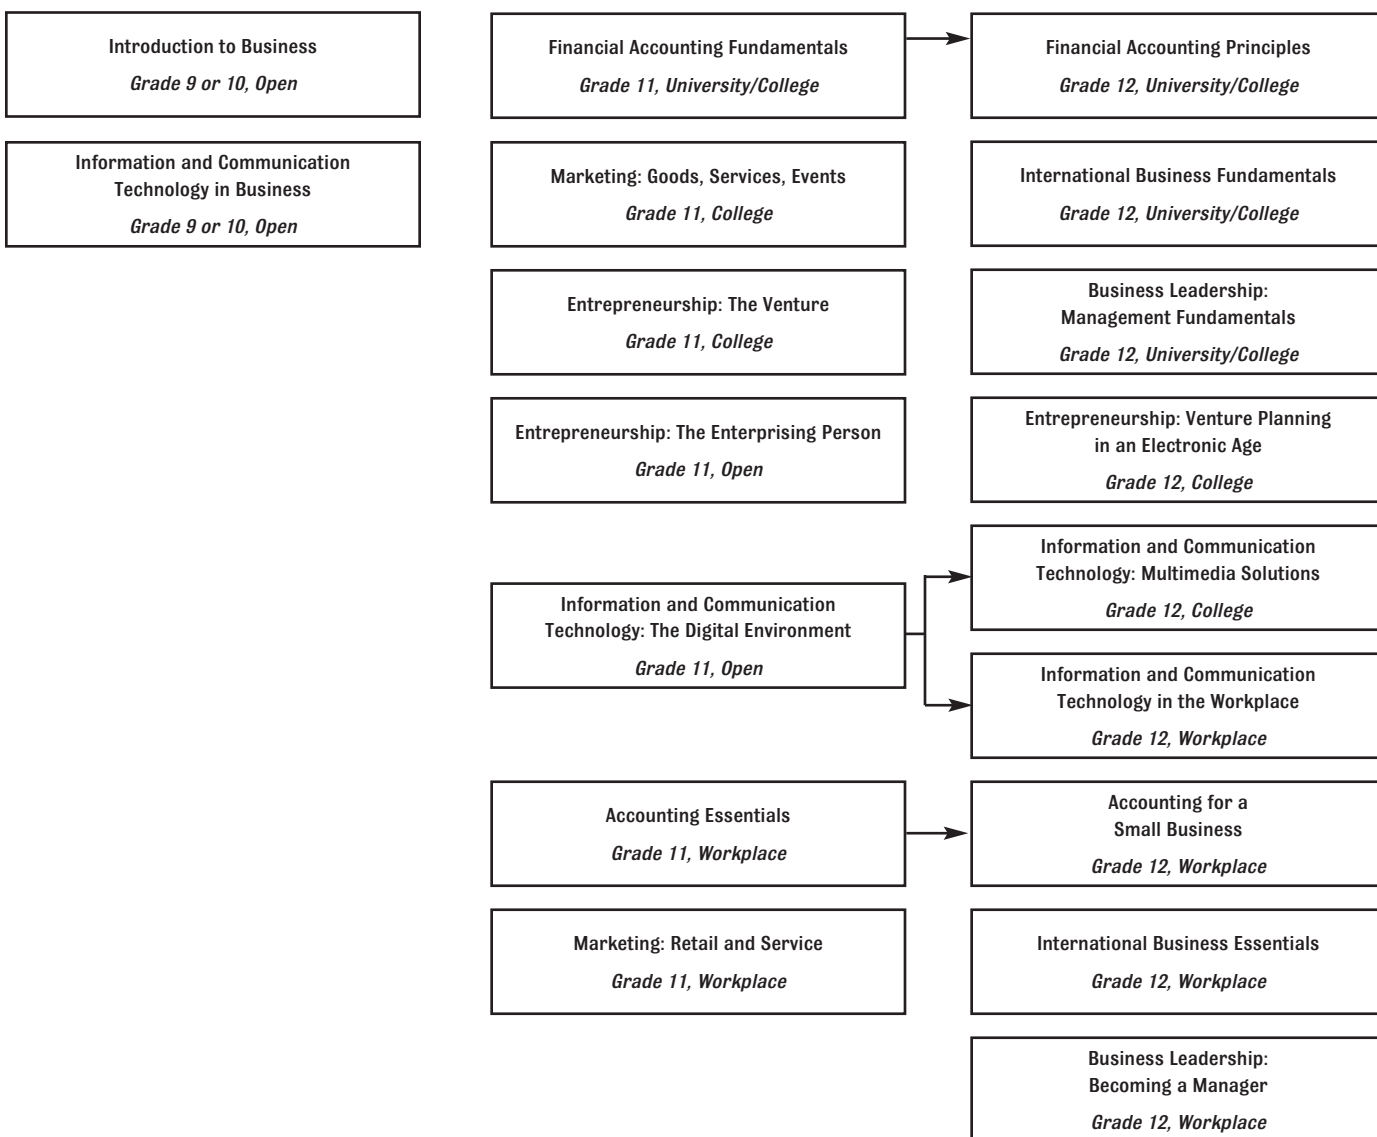 Introduction to Business
Grade 9 or 10, Open
Information and Communication
Technology in Business
Grade 9 or 10, Open
Financial Accounting Fundamentals
Grade 11, University/College
Marketing: Goods, Services, Events
Grade 11, College
Entrepreneurship: The Venture
Grade 11, College
Entrepreneurship: The Enterprising Person
Grade 11, Open
Information and Communication
Technology: The Digital Environment
Grade 11, Open
Accounting Essentials
Grade 11, Workplace
Marketing: Retail and Service
Grade 11, Workplace
Financial Accounting Principles
Grade 12, University/College
International Business Fundamentals
Grade 12, University/College
Business Leadership:
Management Fundamentals
Grade 12, University/College
Entrepreneurship: Venture Planning
in an Electronic Age
Grade 12, College
Information and Communication
Technology: Multimedia Solutions
Grade 12, College
Information and Communication
Technology in the Workplace
Grade 12, Workplace
Accounting for a
Small Business
Grade 12, Workplace
International Business Essentials
Grade 12, Workplace
Business Leadership:
Becoming a Manager
Grade 12, Workplace